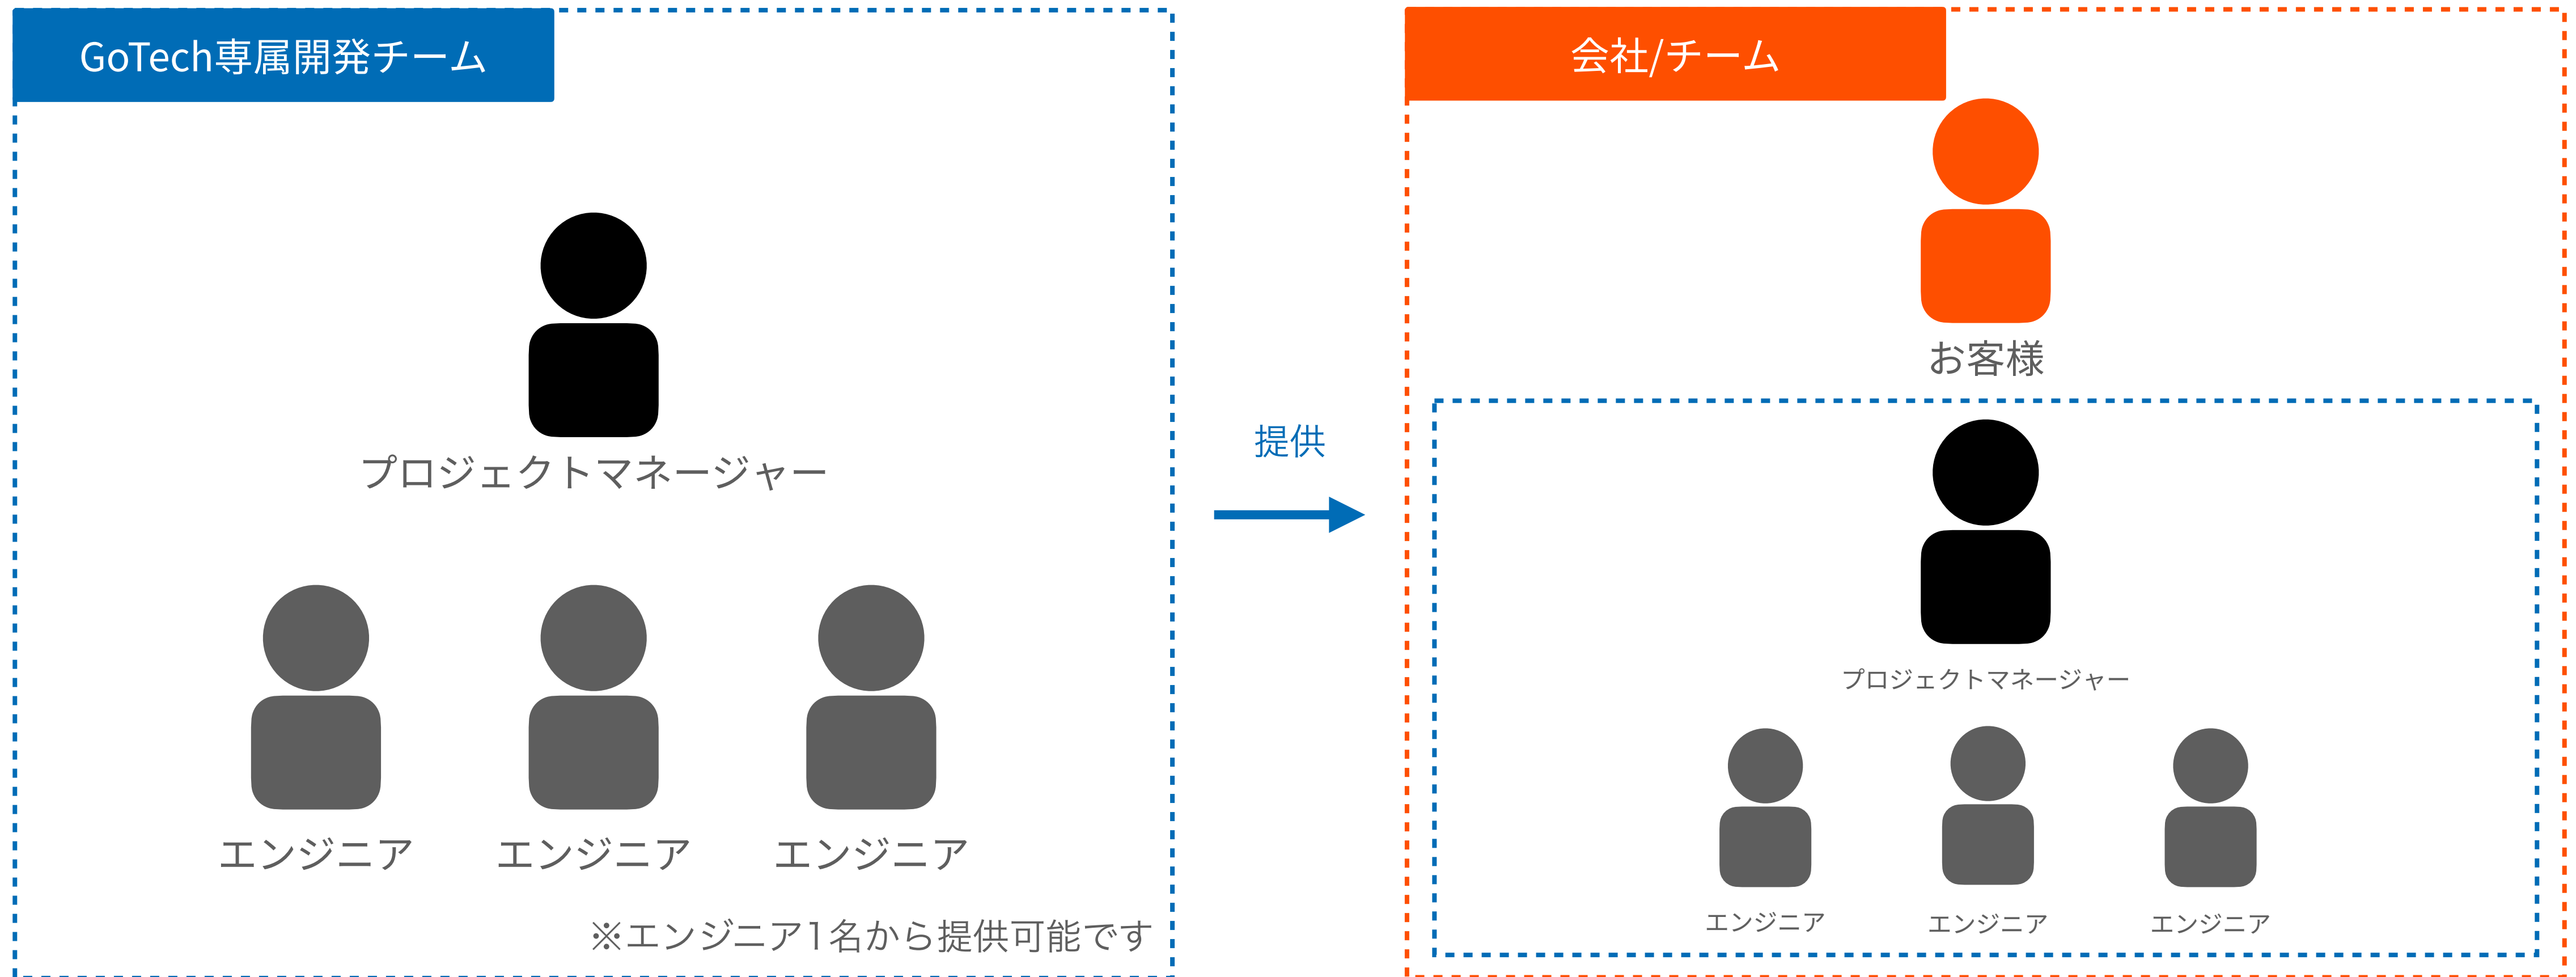 GoTech専属開発チーム
プロジェクトマネージャー
エンジニア
エンジニア
エンジニア
※エンジニア1名から提供可能です
提供
会社/チーム
お客様
プロジェクトマネージャー
エンジニア
エンジニア
エンジニア